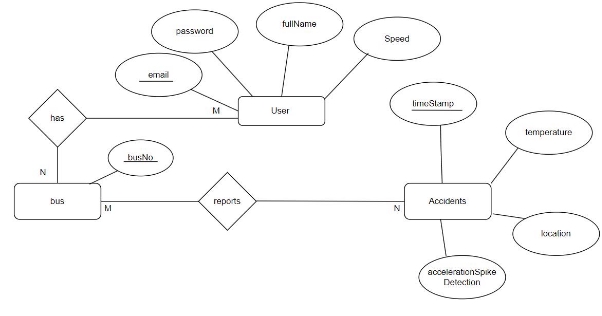 fullName
password
Speed
email
timeStamp
M
User
has
temperature
busNo
N
bus
M
reports
N
Accidents
location
accelerationSpike
Detection